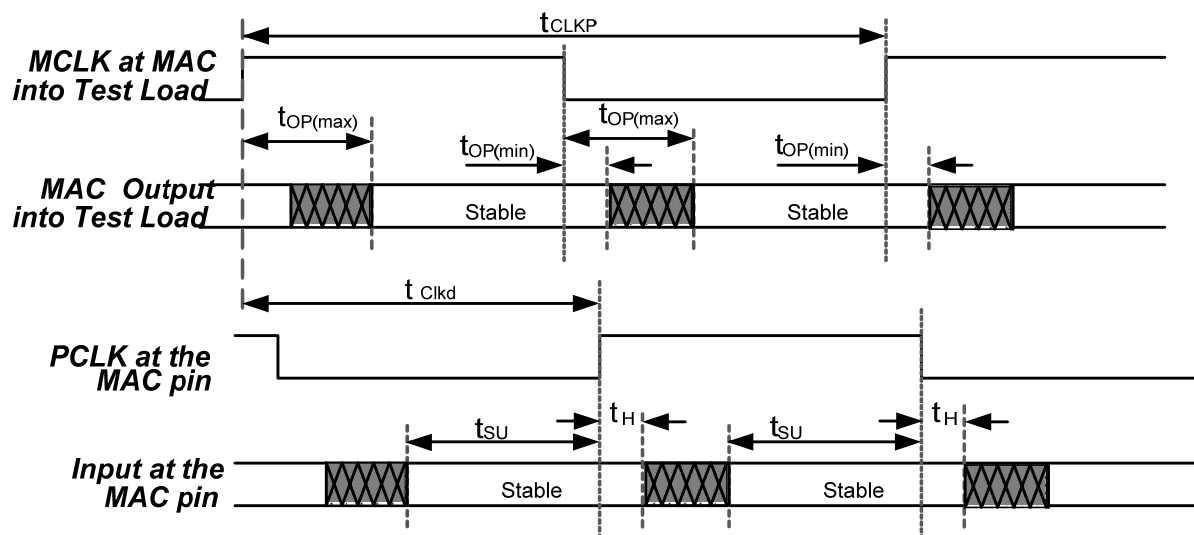 tCLKP
MCLK at MAC
into Test Load
tOP(max)
tOP(max)
tOP(min)
tOP(min)
MAC Output
into Test Load
Stable
Stable
t Clkd
PCLK at the
MAC pin
tSU
tH
tSU
tH
Input at the
MAC pin
Stable
Stable